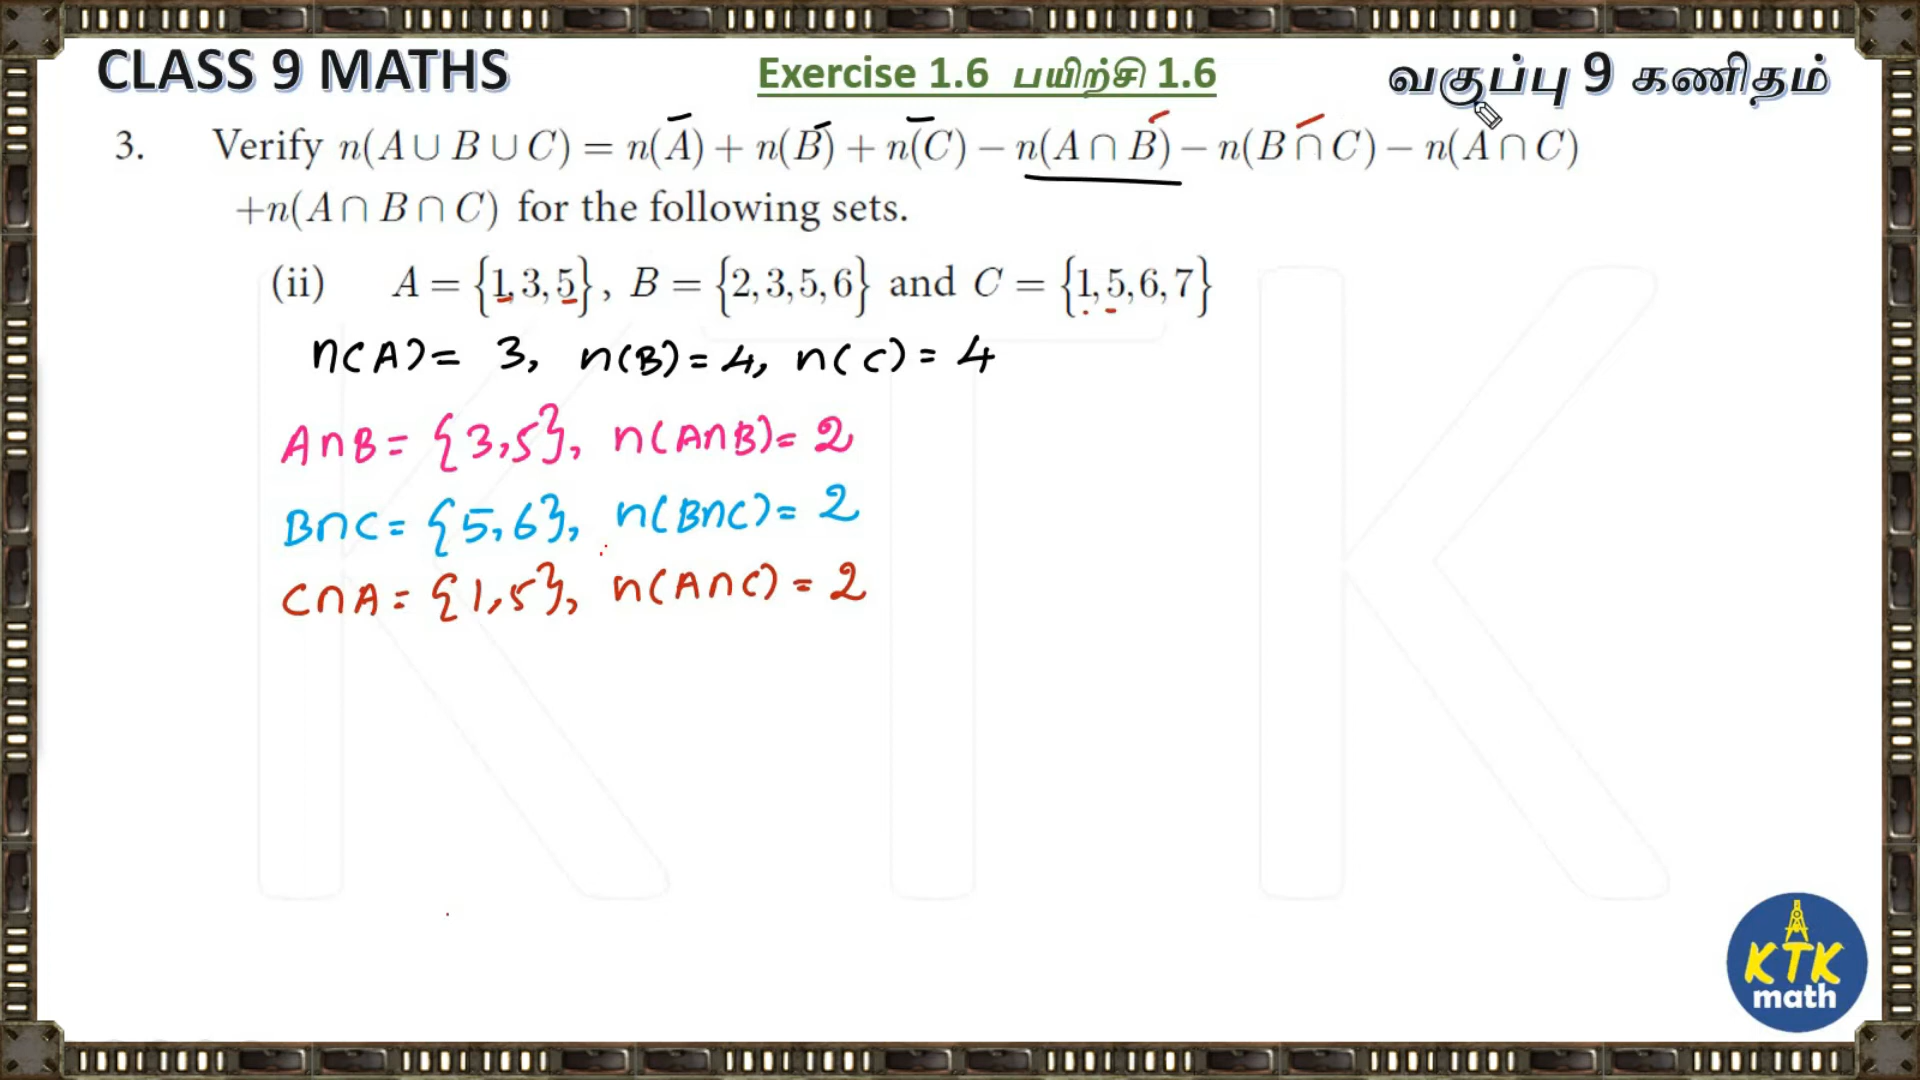 CLASS 9 MATHS
Exercise 1.6 பயிற்சி 1.6
வகுப்பு 9 கணிதம்
3. Verify n(A ∪ B ∪ C) = n(A) + n(B) + n(C) − n(A ∩ B) − n(B ∩ C) − n(A ∩ C)
+n(A ∩ B ∩ C) for the following sets.
(ii) A = {1,3,5}, B = {2,3,5,6} and C = {1,5,6,7}
n(A) = 3, n(B) = 4, n(C) = 4
A∩B = {3,5}, n(A∩B) = 2
B∩C = {5,6}, n(B∩C) = 2
C∩A = {1,5}, n(A∩C) = 2
KTK
KTK
math